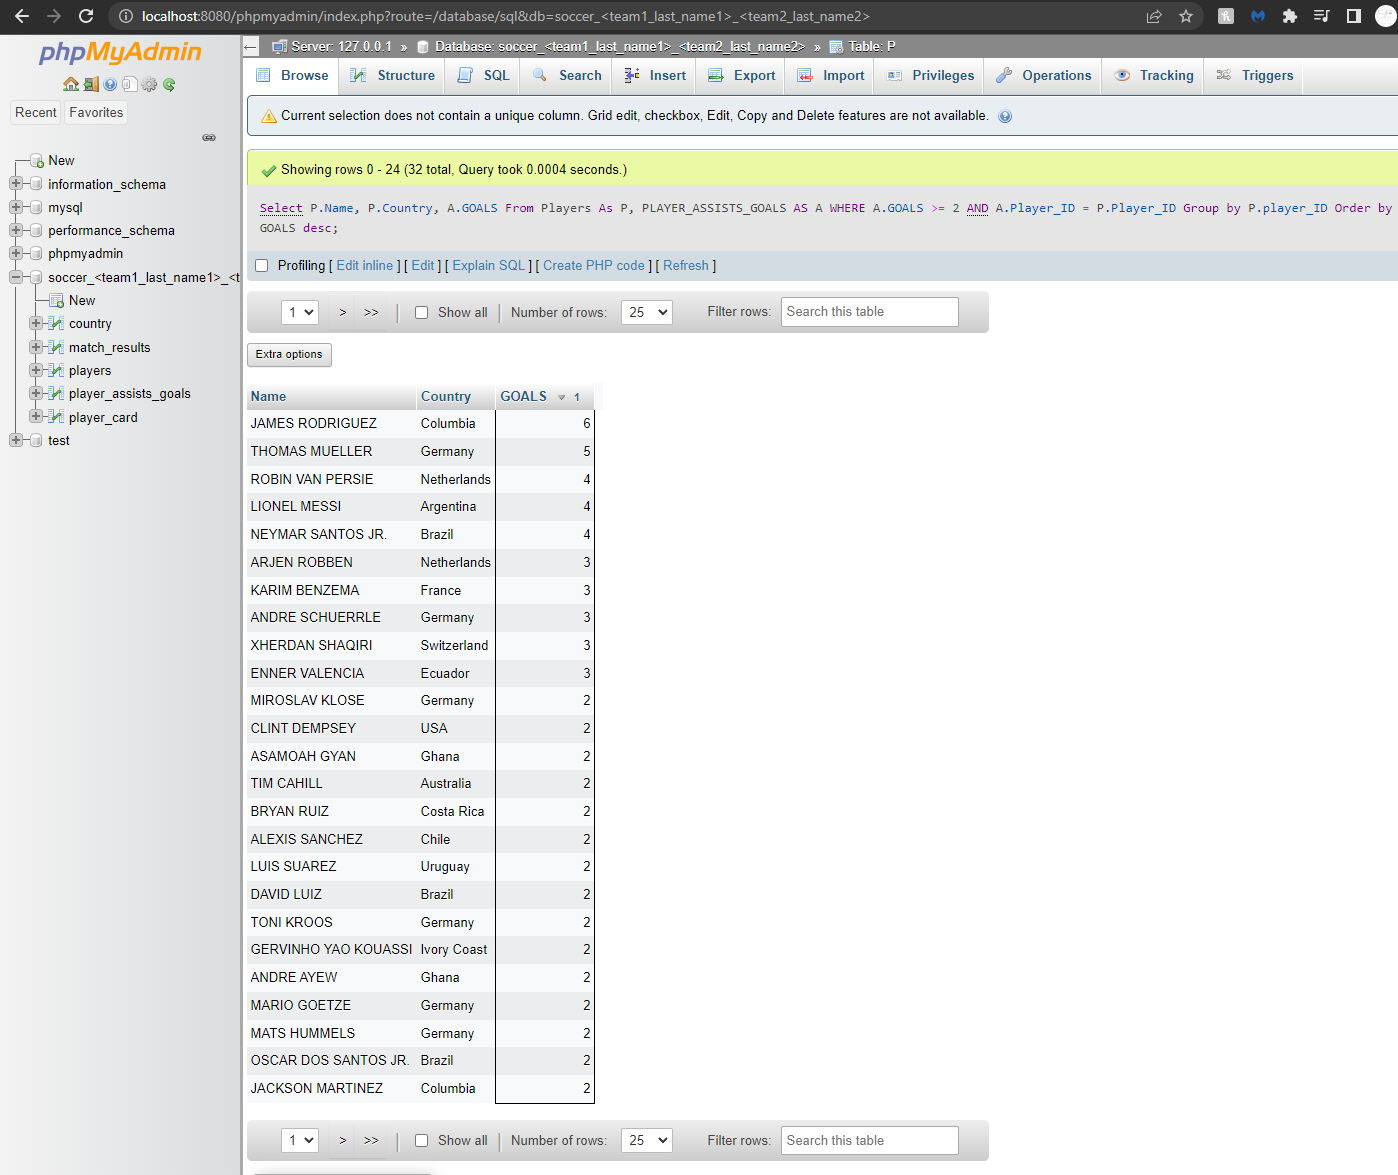 localhost:8080/phpmyadmin/index.php?route=/database/sql&db=soccer_<team1_last_name1>_<team2_last_name2>
phpMyAdmin
Recent Favorites
New
information_schema
mysql
performance_schema
phpmyadmin
soccer_<team1_last_name1>_<t
New
country
match_results
players
player_assists_goals
player_card
test
Server: 127.0.0.1 » Database: soccer_<team1_last_name1>_<team2_last_name2> » Table: P
Browse Structure SQL Search Insert Export Import Privileges Operations Tracking Triggers
Current selection does not contain a unique column. Grid edit, checkbox, Edit, Copy and Delete features are not available.
Showing rows 0 - 24 (32 total, Query took 0.0004 seconds.)
Select P.Name, P.Country, A.GOALS From Players As P, PLAYER_ASSISTS_GOALS AS A WHERE A.GOALS >= 2 AND A.Player_ID = P.Player_ID Group by P.player_ID Order by
GOALS desc;
Profiling [ Edit inline ] [ Edit ] [ Explain SQL ] [ Create PHP code ] [ Refresh ]
1 > >> Show all Number of rows: 25 Filter rows: Search this table
Extra options
Name Country GOALS 1
JAMES RODRIGUEZ Columbia 6
THOMAS MUELLER Germany 5
ROBIN VAN PERSIE Netherlands 4
LIONEL MESSI Argentina 4
NEYMAR SANTOS JR. Brazil 4
ARJEN ROBBEN Netherlands 3
KARIM BENZEMA France 3
ANDRE SCHUERRLE Germany 3
XHERDAN SHAQIRI Switzerland 3
ENNER VALENCIA Ecuador 3
MIROSLAV KLOSE Germany 2
CLINT DEMPSEY USA 2
ASAMOAH GYAN Ghana 2
TIM CAHILL Australia 2
BRYAN RUIZ Costa Rica 2
ALEXIS SANCHEZ Chile 2
LUIS SUAREZ Uruguay 2
DAVID LUIZ Brazil 2
TONI KROOS Germany 2
GERVINHO YAO KOUASSI Ivory Coast 2
ANDRE AYEW Ghana 2
MARIO GOETZE Germany 2
MATS HUMMELS Germany 2
OSCAR DOS SANTOS JR. Brazil 2
JACKSON MARTINEZ Columbia 2
1 > >> Show all Number of rows: 25 Filter rows: Search this table